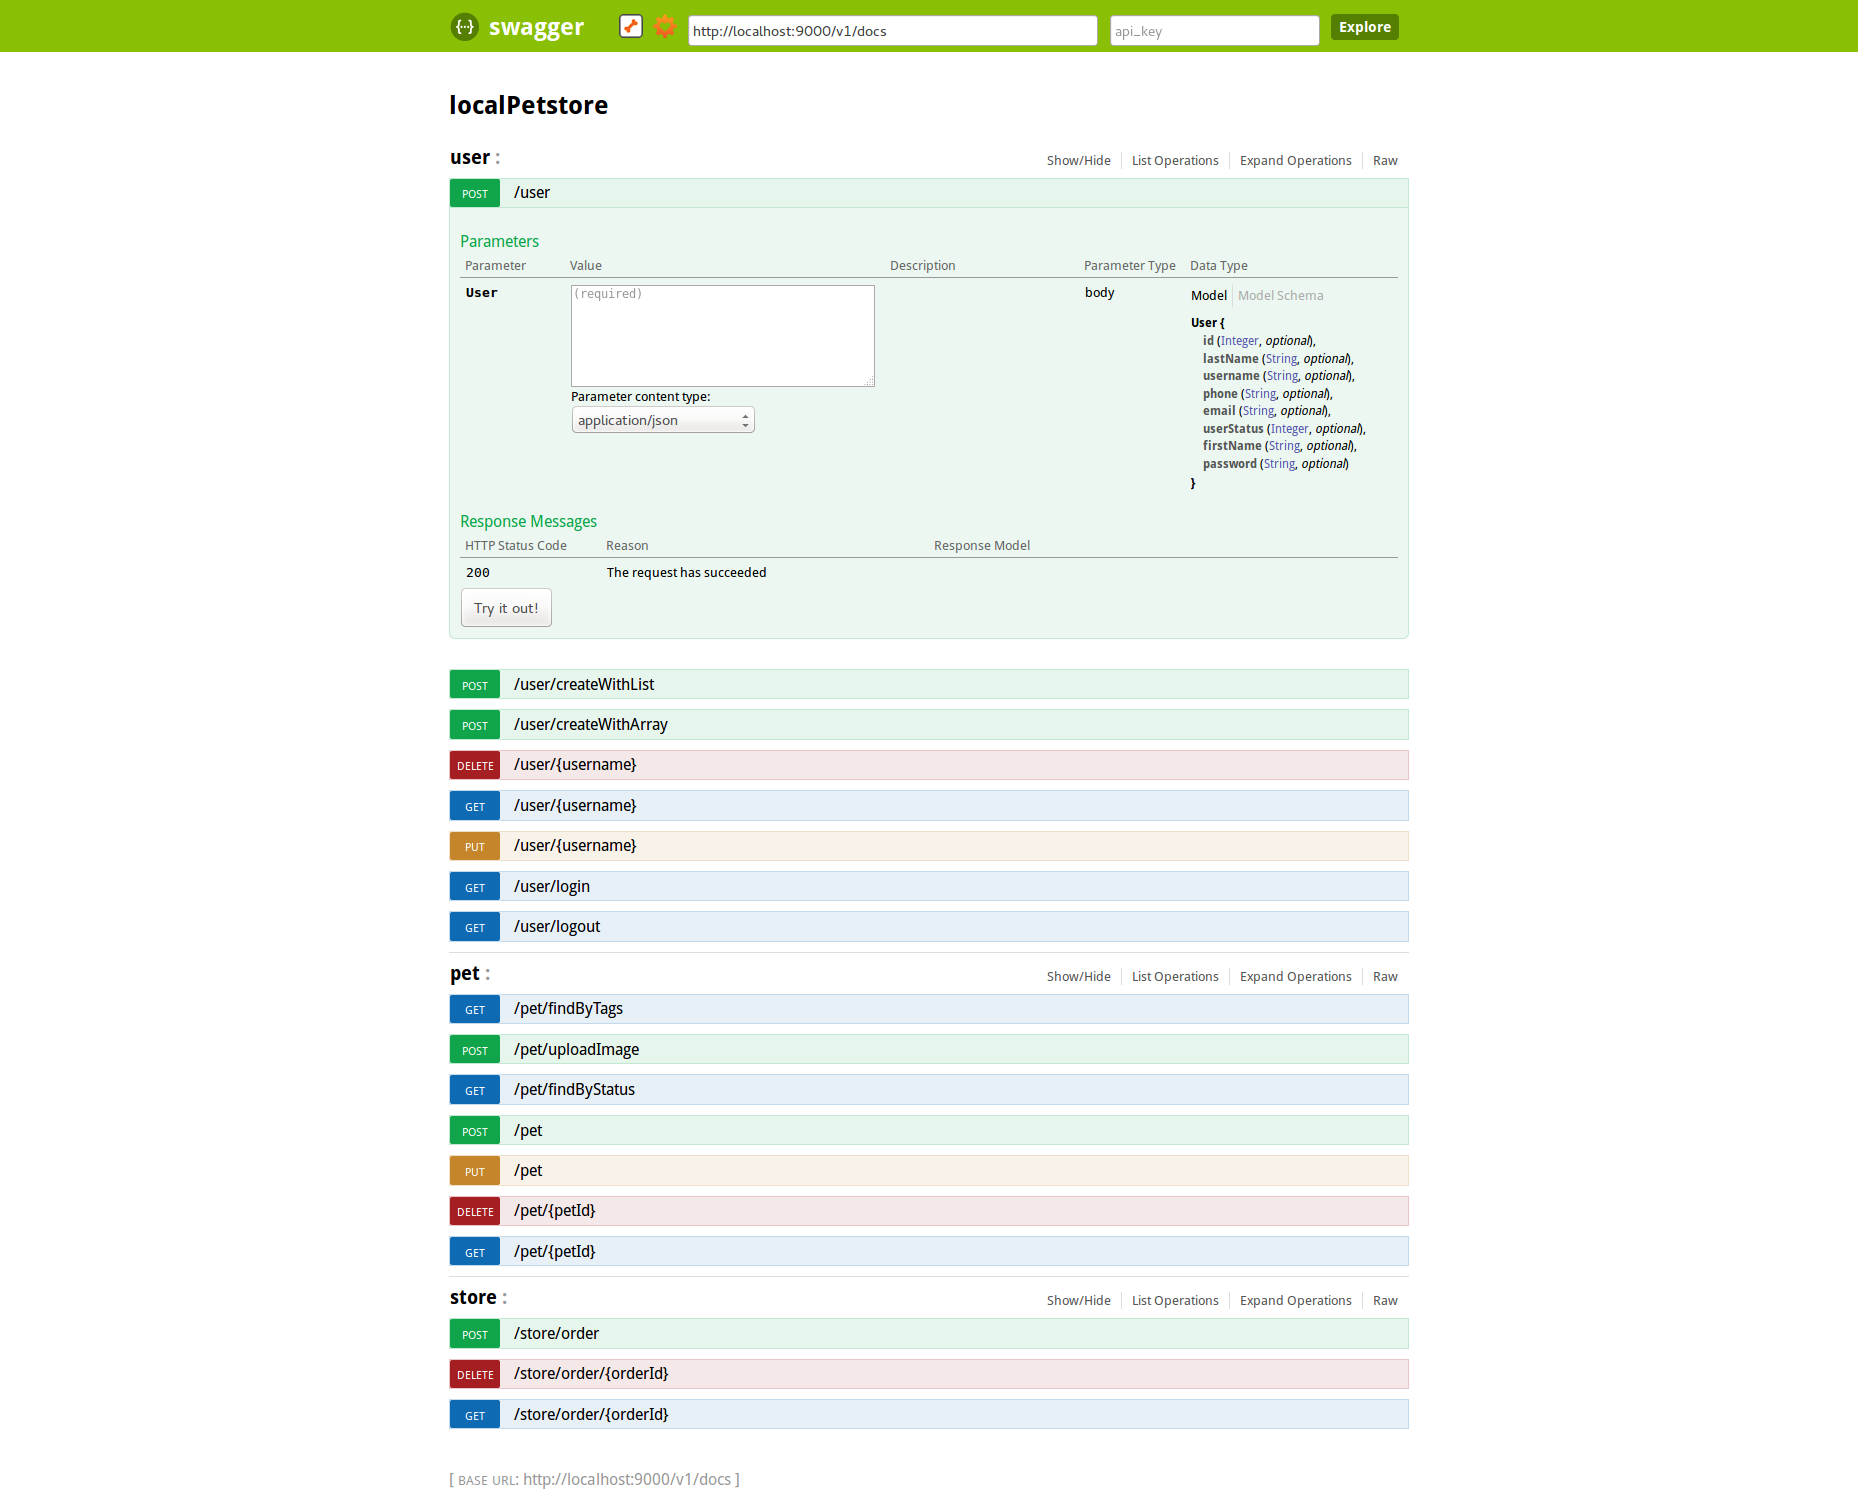 swagger http://localhost:9000/v1/docs api_key Explore
localPetstore
user : Show/Hide List Operations Expand Operations Raw
POST /user
Parameters
Parameter Value Description Parameter Type Data Type
User (required) body Model Model Schema
User {
id (Integer, optional),
lastName (String, optional),
username (String, optional),
phone (String, optional),
email (String, optional),
userStatus (Integer, optional),
firstName (String, optional),
password (String, optional)
}
Parameter content type:
application/json
Response Messages
HTTP Status Code Reason Response Model
200 The request has succeeded
Try it out!
POST /user/createWithList
POST /user/createWithArray
DELETE /user/{username}
GET /user/{username}
PUT /user/{username}
GET /user/login
GET /user/logout
pet : Show/Hide List Operations Expand Operations Raw
GET /pet/findByTags
POST /pet/uploadImage
GET /pet/findByStatus
POST /pet
PUT /pet
DELETE /pet/{petId}
GET /pet/{petId}
store : Show/Hide List Operations Expand Operations Raw
POST /store/order
DELETE /store/order/{orderId}
GET /store/order/{orderId}
[ BASE URL: http://localhost:9000/v1/docs ]